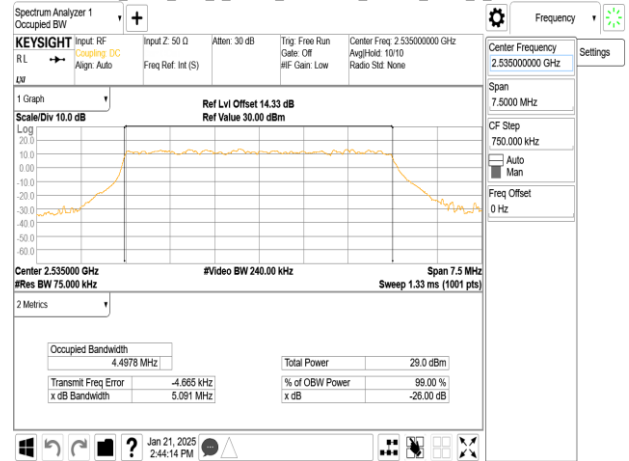 Spectrum Analyzer 1
Occupied BW
Frequency
KEYSIGHT
RL
LXI
Input: RF
Coupling: DC
Align: Auto
Input Z: 50 Ω
Freq Ref: Int (S)
Atten: 30 dB
Trig: Free Run
Gate: Off
#IF Gain: Low
Center Freq: 2.535000000 GHz
Avg|Hold: 10/10
Radio Std: None
Center Frequency
2.535000000 GHz
Settings
Span
7.5000 MHz
CF Step
750.000 kHz
Auto
Man
Freq Offset
0 Hz
1 Graph
Scale/Div 10.0 dB
Ref Lvl Offset 14.33 dB
Ref Value 30.00 dBm
Log
20.0
10.0
0.00
-10.0
-20.0
-30.0
-40.0
-50.0
-60.0
Center 2.535000 GHz
#Video BW 240.00 kHz
Span 7.5 MHz
#Res BW 75.000 kHz
Sweep 1.33 ms (1001 pts)
2 Metrics
Occupied Bandwidth
4.4978 MHz
Total Power 29.0 dBm
Transmit Freq Error -4.665 kHz
% of OBW Power 99.00 %
x dB Bandwidth 5.091 MHz
x dB -26.00 dB
?
Jan 21, 2025
2:44:14 PM